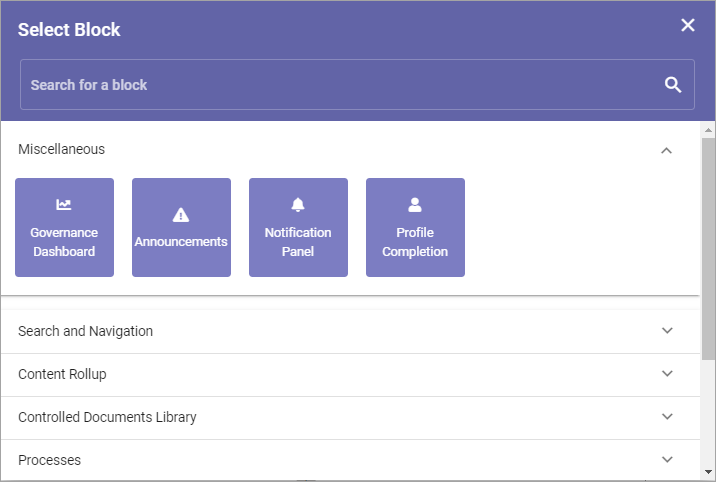 Select Block
Search for a block
Miscellaneous
Governance
Dashboard
Announcements
Notification
Panel
Profile
Completion
Search and Navigation
Content Rollup
Controlled Documents Library
Processes